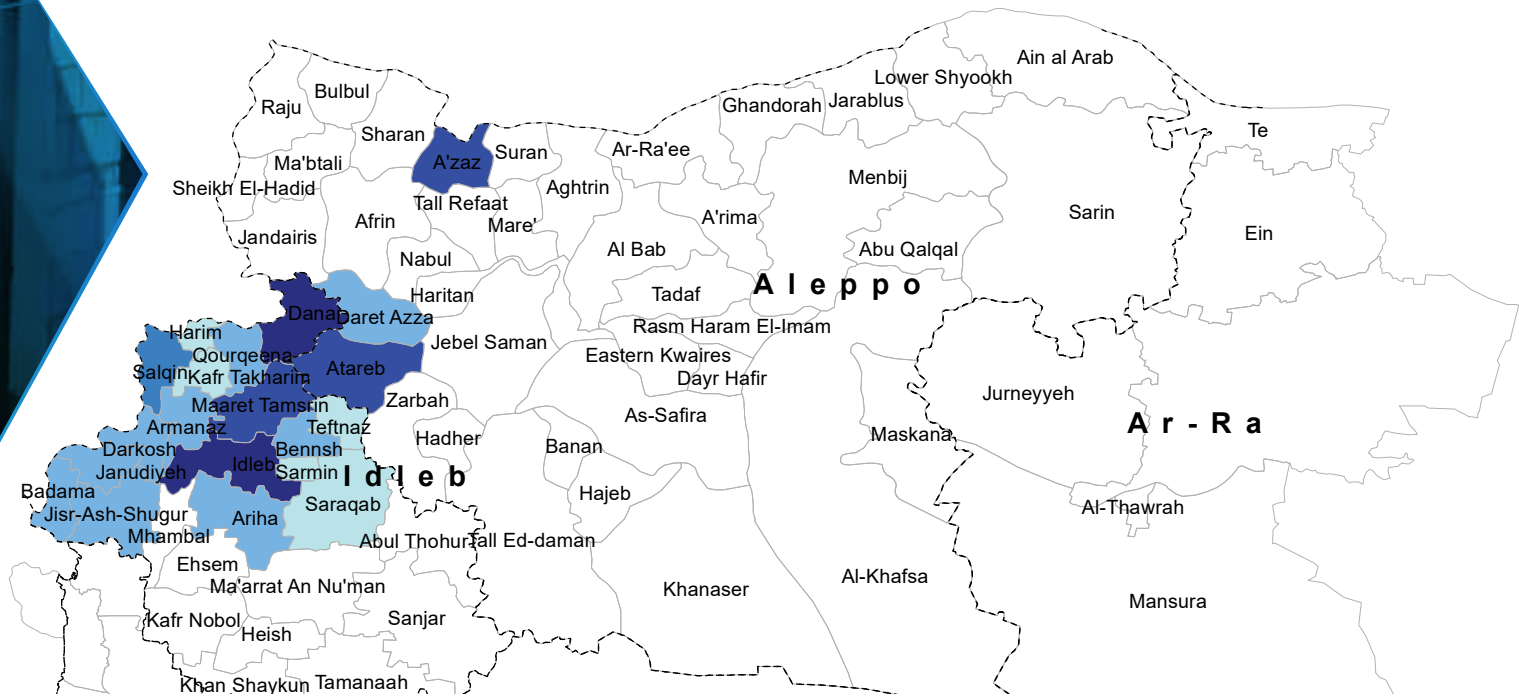 Ain al Arab
Lower Shyookh
Bulbul
Raju
Ghandorah
Jarablus
Te
Sharan
A'zaz
Suran
Ar-Ra'ee
Ma'btali
Menbij
Sheikh El-Hadid
Aghtrin
Tall Refaat
Afrin
Mare'
A'rima
Sarin
Jandairis
Ein
Al Bab
Abu Qalqal
Nabul
Aleppo
Haritan
Tadaf
Dana
Daret Azza
Rasm Haram El-Imam
Harim
Jebel Saman
Qourqeena
Eastern Kwaires
Salqin
Kafr Takharim
Atareb
Dayr Hafir
Jurneyyeh
Zarbah
Maaret Tamsrin
As-Safira
Ar-Ra
Armanaz
Teftnaz
Maskana
Hadher
Darkosh
Bennsh
Banan
Janudiyeh
Idleb
Sarmin
Idleb
Badama
Hajeb
Saraqab
Al-Thawrah
Jisr-Ash-Shugur
Ariha
Mhambal
Abul Thohur
Tall Ed-daman
Ehsem
Al-Khafsa
Ma'arrat An Nu'man
Khanaser
Mansura
Kafr Nobol
Sanjar
Heish
Khan Shaykun
Tamanaah